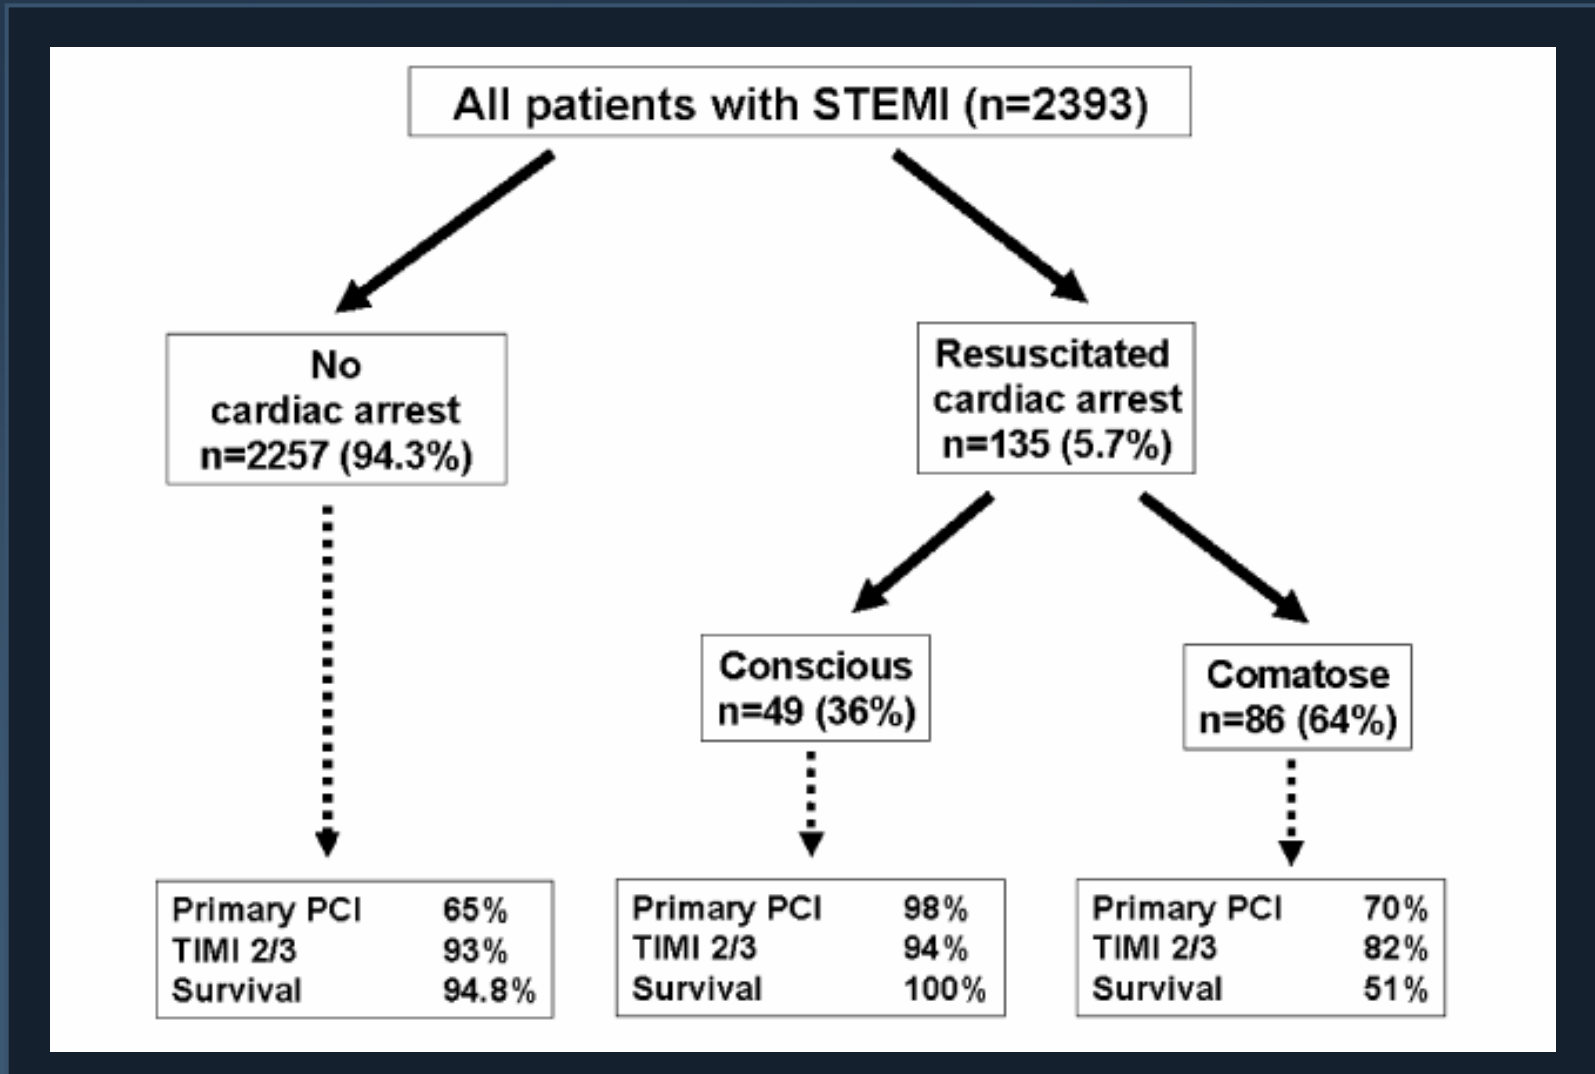 All patients with STEMI (n=2393)
No
cardiac arrest
n=2257 (94.3%)
Resuscitated
cardiac arrest
n=135 (5.7%)
Conscious
n=49 (36%)
Comatose
n=86 (64%)
Primary PCI 65%
TIMI 2/3 93%
Survival 94.8%
Primary PCI 98%
TIMI 2/3 94%
Survival 100%
Primary PCI 70%
TIMI 2/3 82%
Survival 51%